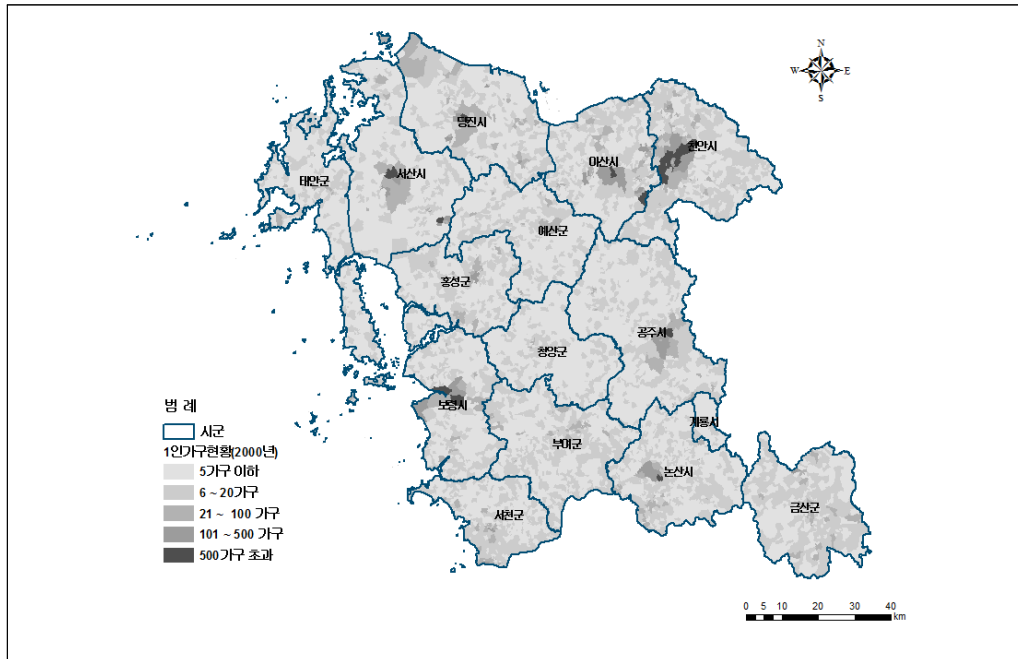 N
W E
S
당진시
천안시
아산시
서산시
태안군
예산군
홍성군
공주시
청양군
보령시
계룡시
부여군
논산시
금산군
서천군
범 례
시군
1인가구현황(2000년)
5가구 이하
6 ~ 20가구
21 ~ 100 가구
101 ~ 500 가구
500가구 초과
0 5 10 20 30 40
km